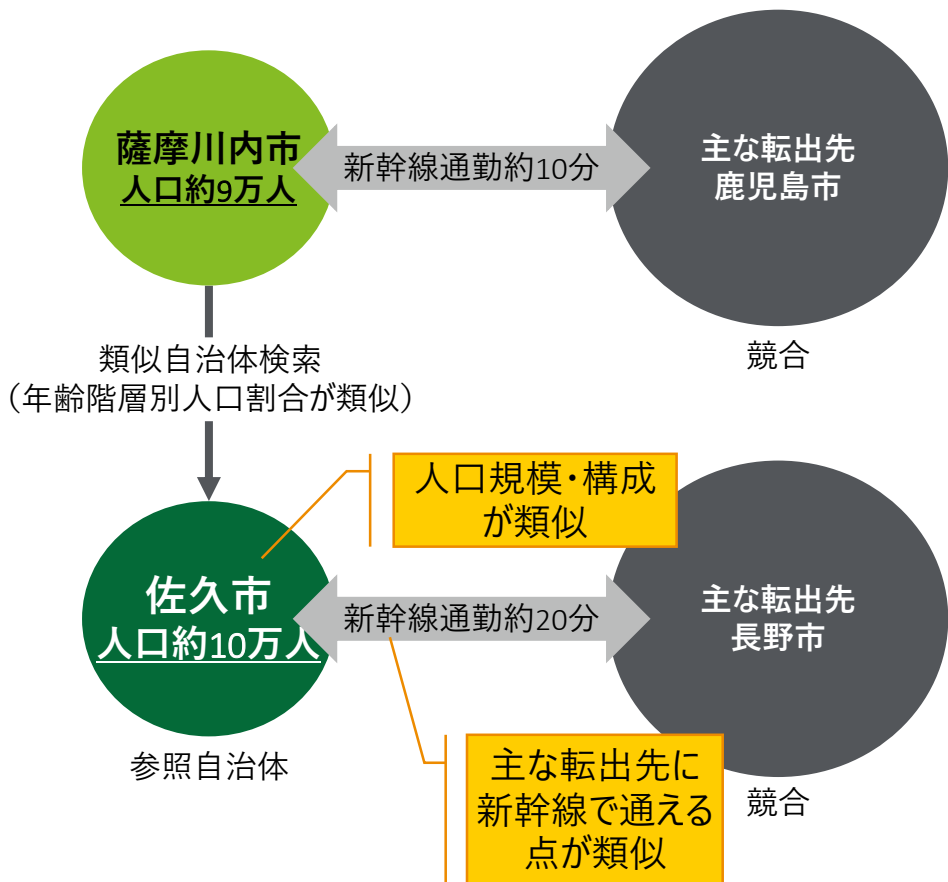 薩摩川内市
人口約9万人
新幹線通勤約10分
主な転出先
鹿児島市
競合
類似自治体検索
（年齢階層別人口割合が類似）
人口規模・構成
が類似
佐久市
人口約10万人
新幹線通勤約20分
主な転出先
長野市
参照自治体
主な転出先に
新幹線で通える
点が類似
競合